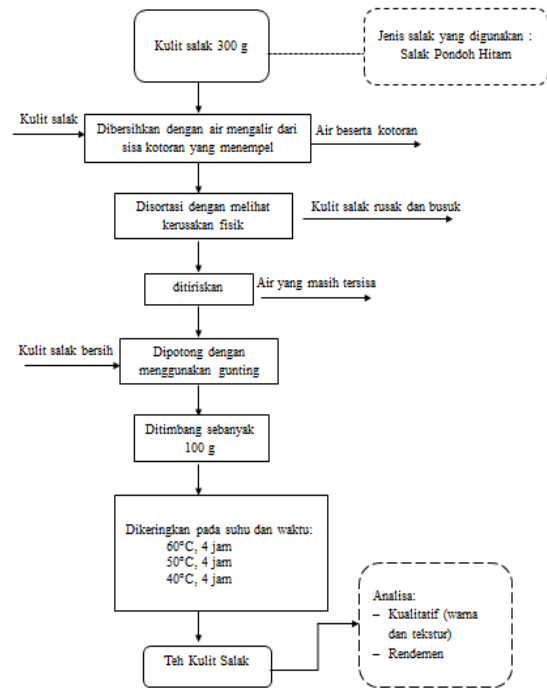 Kulit salak 300 g
Jenis salak yang digunakan :
Salak Pondoh Hitam
Kulit salak
Dibersihkan dengan air mengalir dari
sisa kotoran yang menempel
Air beserta kotoran
Disortasi dengan melihat
kerusakan fisik
Kulit salak rusak dan busuk
ditiriskan
Air yang masih tersisa
Kulit salak bersih
Dipotong dengan
menggunakan gunting
Ditimbang sebanyak
100 g
Dikeringkan pada suhu dan waktu:
60°C, 4 jam
50°C, 4 jam
40°C, 4 jam
Analisa:
– Kualitatif (warna
dan tekstur)
– Rendemen
Teh Kulit Salak